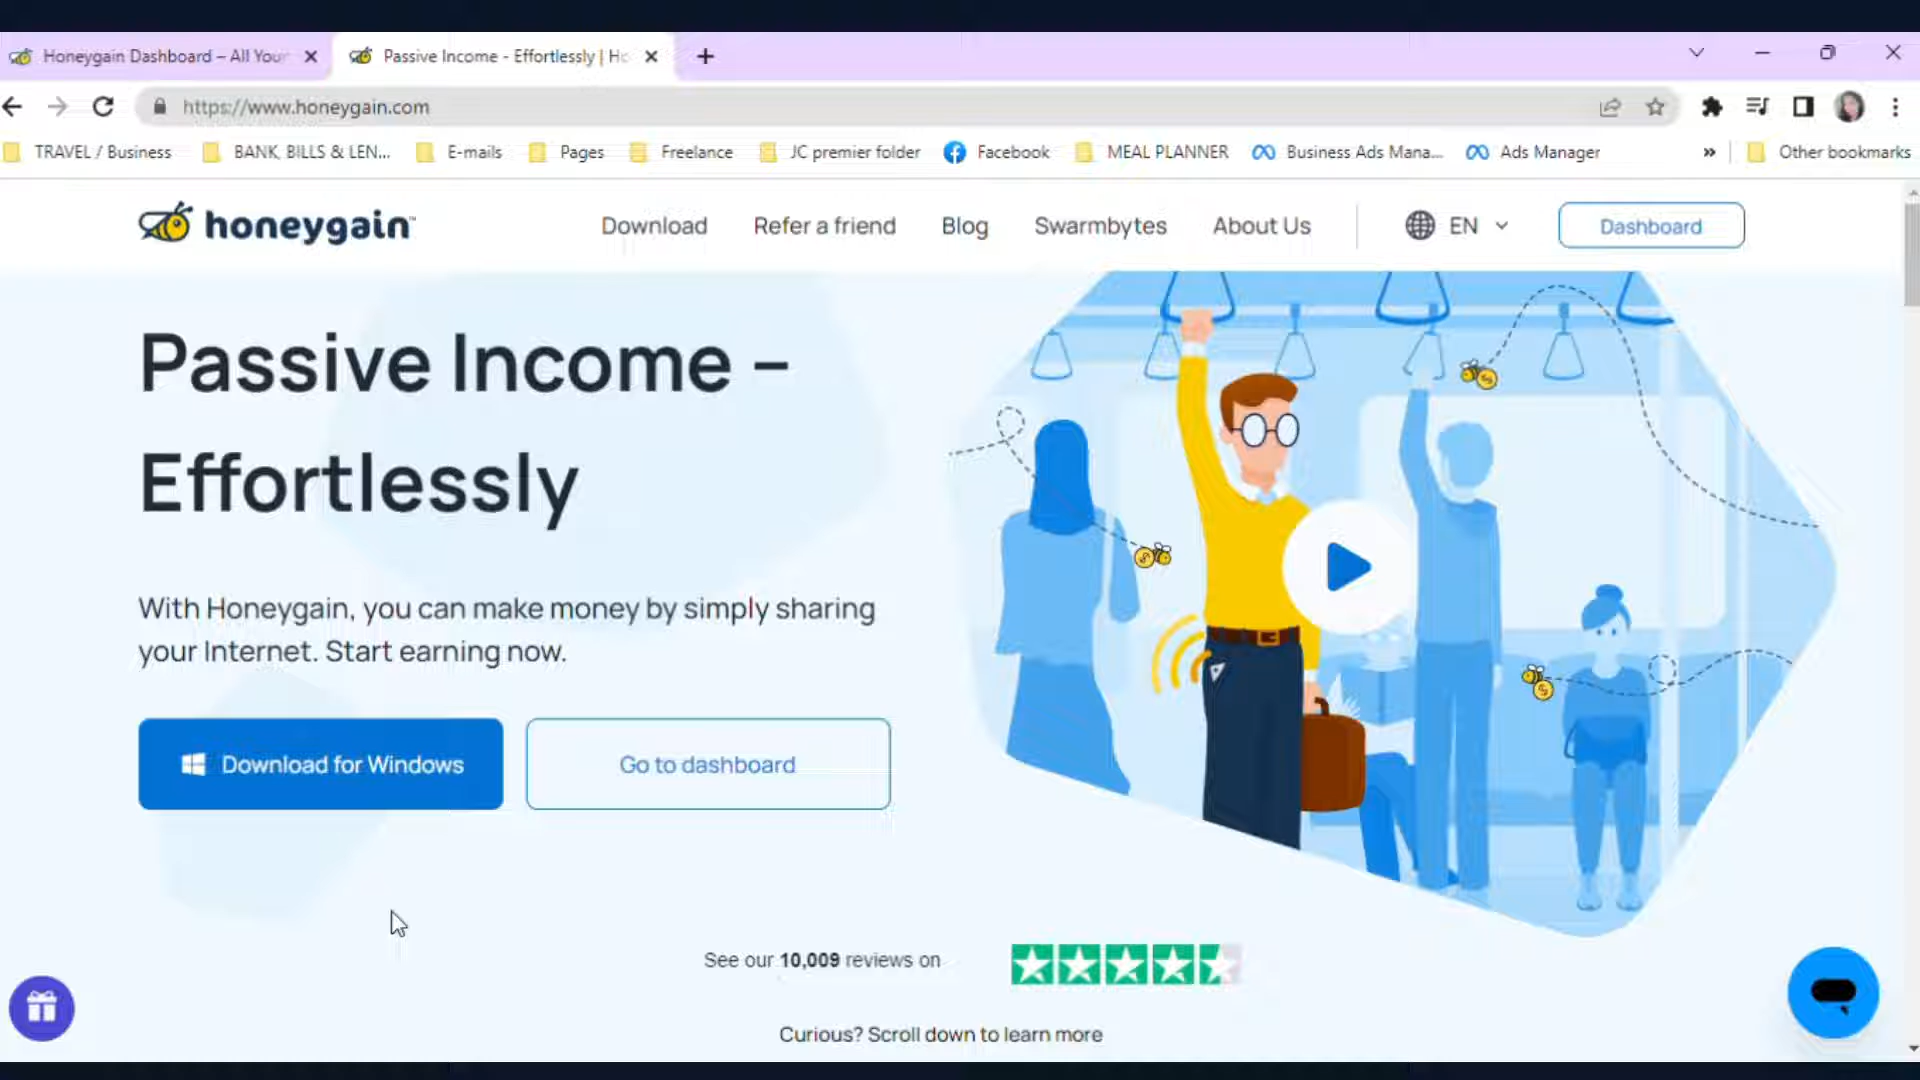 Honeygain Dashboard – All Your
Passive Income - Effortlessly | Ho
https://www.honeygain.com
TRAVEL / Business
BANK, BILLS & LEN...
E-mails
Pages
Freelance
JC premier folder
Facebook
MEAL PLANNER
Business Ads Mana...
Ads Manager
»
Other bookmarks
honeygain™
Download
Refer a friend
Blog
Swarmbytes
About Us
EN
Dashboard
Passive Income –
Effortlessly
With Honeygain, you can make money by simply sharing
your Internet. Start earning now.
Download for Windows
Go to dashboard
See our 10,009 reviews on
Curious? Scroll down to learn more